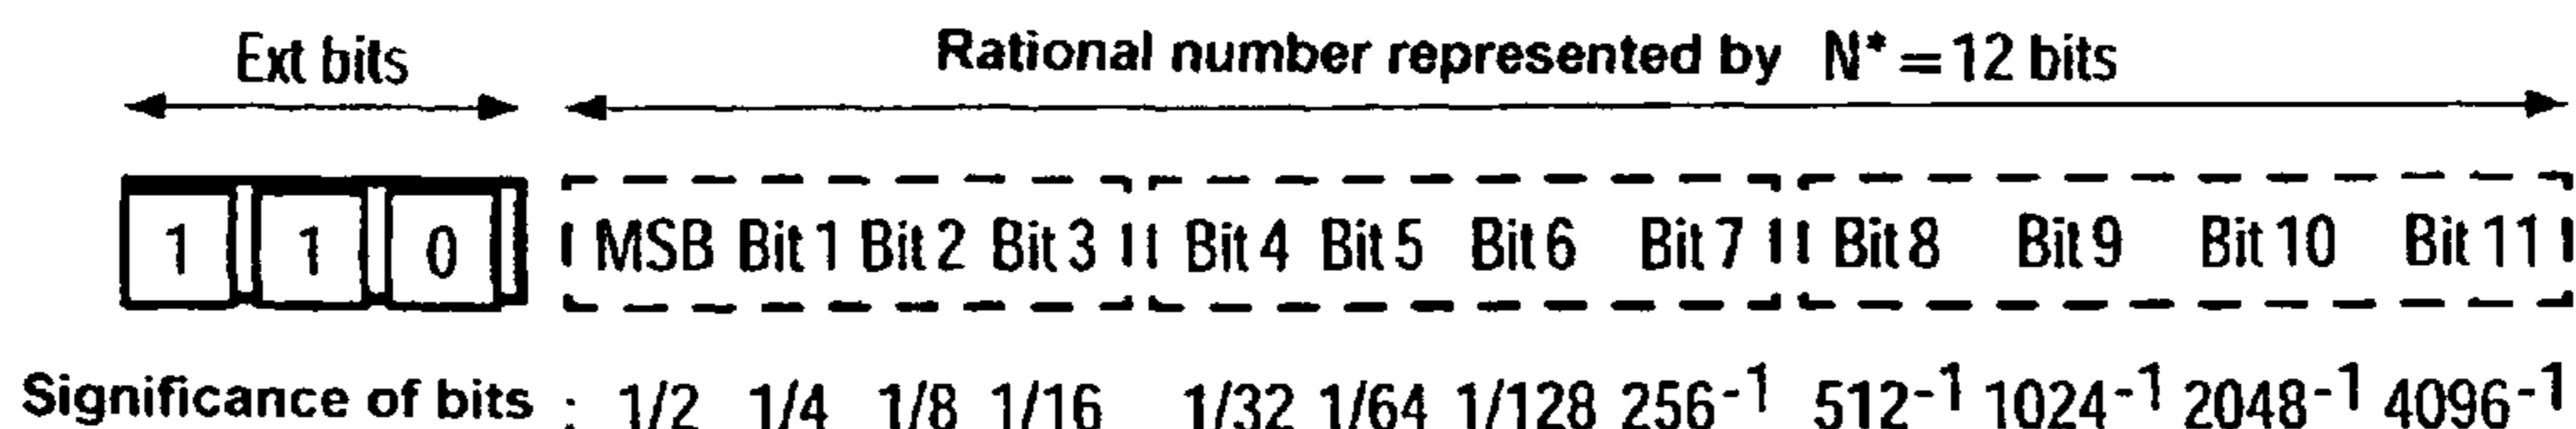 Ext bits Rational number represented by N* = 12 bits
1 1 0 MSB Bit 1 Bit 2 Bit 3 Bit 4 Bit 5 Bit 6 Bit 7 Bit 8 Bit 9 Bit 10 Bit 11
Significance of bits : 1/2 1/4 1/8 1/16 1/32 1/64 1/128 256⁻¹ 512⁻¹ 1024⁻¹ 2048⁻¹ 4096⁻¹